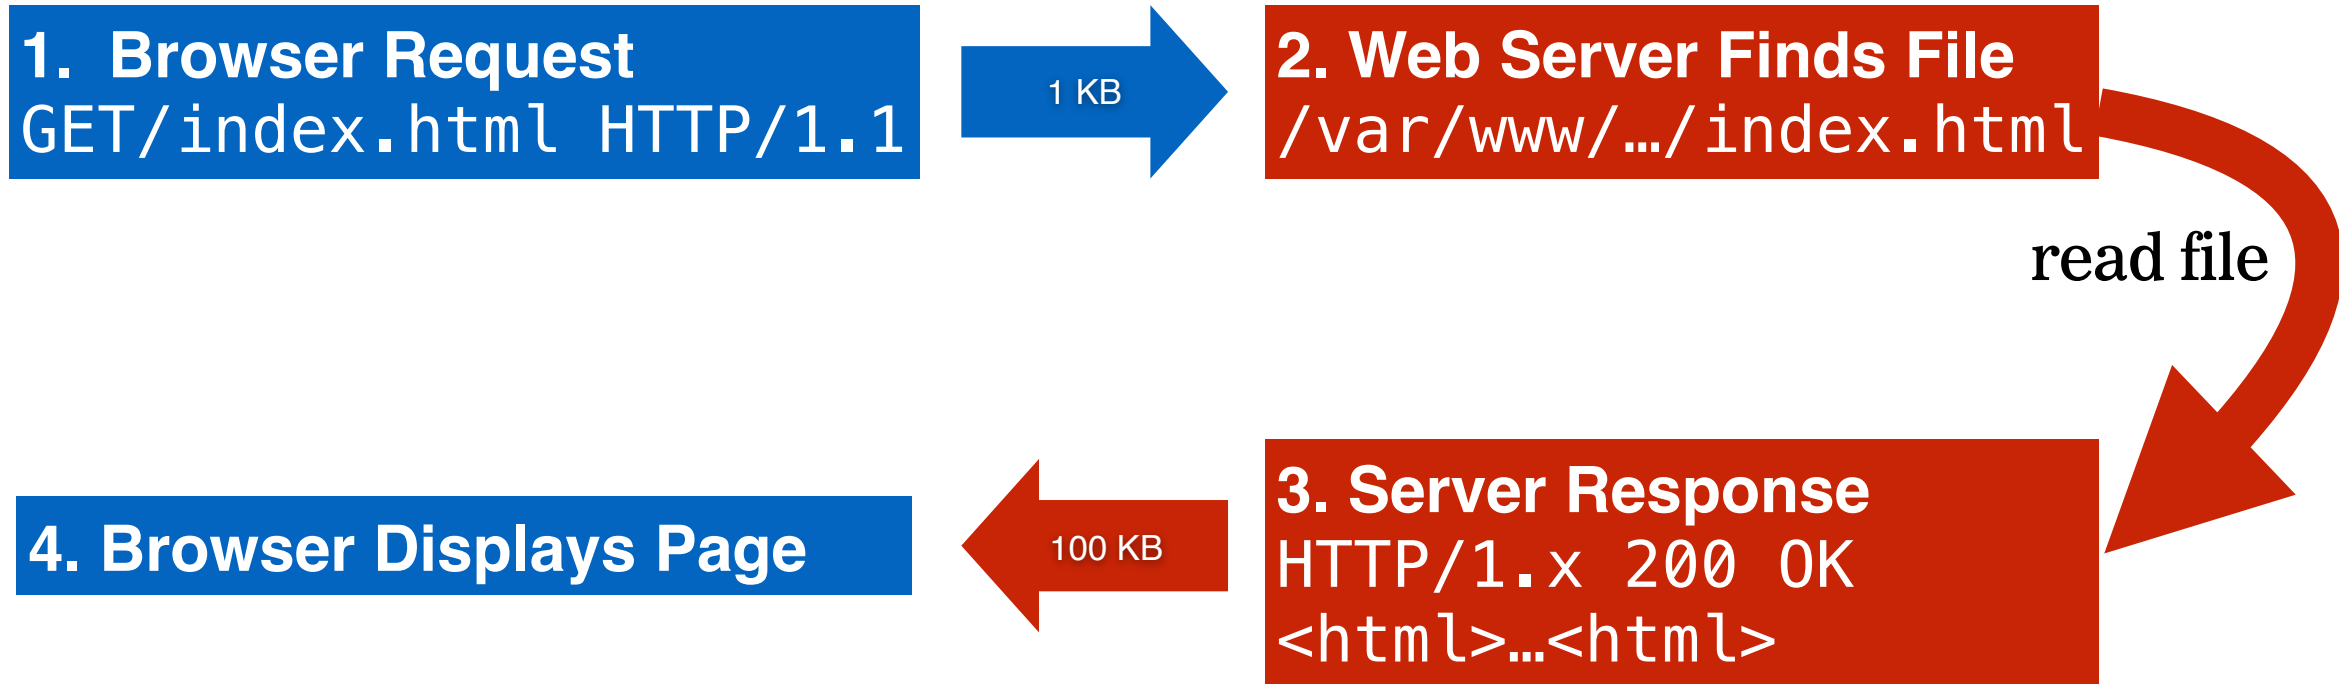 1. Browser Request
GET/index.html HTTP/1.1
1 KB
2. Web Server Finds File
/var/www/…/index.html
read file
3. Server Response
HTTP/1.x 200 OK
<html>…<html>
100 KB
4. Browser Displays Page